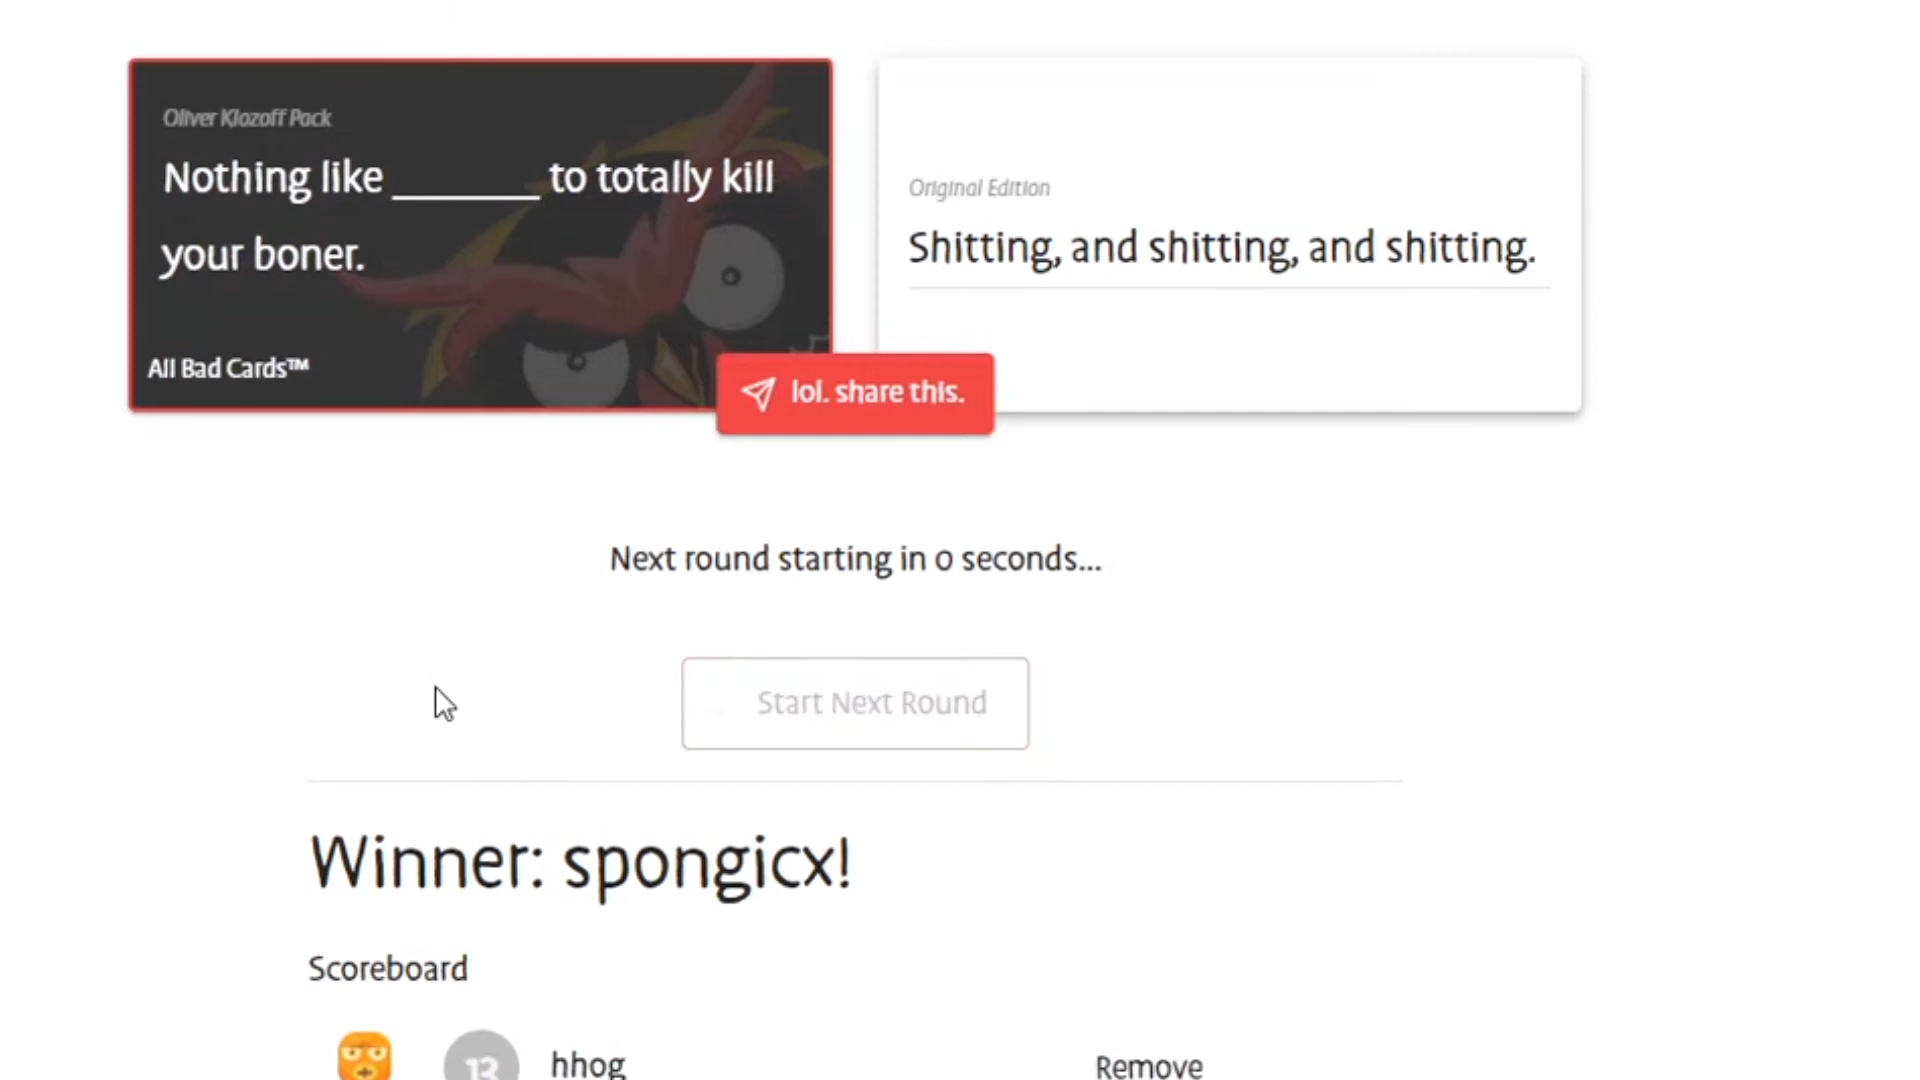 Oliver Klozoff Pack
Nothing like _______ to totally kill
your boner.
All Bad Cards™
Original Edition
Shitting, and shitting, and shitting.
lol. share this.
Next round starting in 0 seconds...
Start Next Round
Winner: spongicx!
Scoreboard
13 hhog Remove